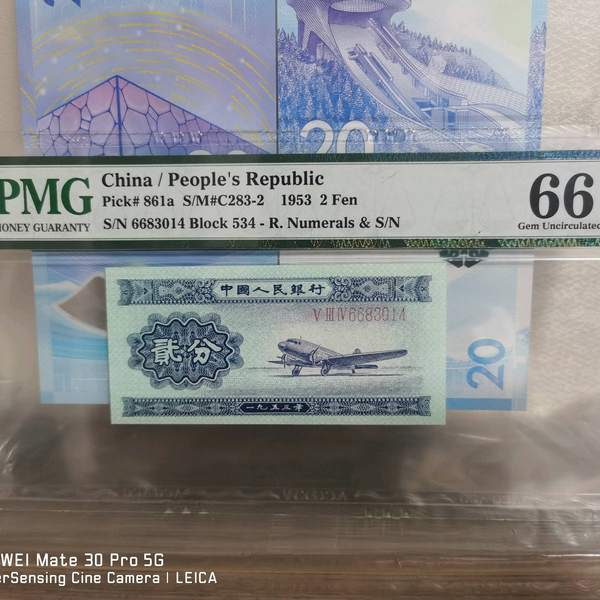 20
PMG China / People's Republic
Pick# 861a S/M#C283-2 1953 2 Fen
66
MONEY GUARANTY
S/N 6683014 Block 534 - R. Numerals & S/N
Gem Uncirculated
中国人民银行
V III IV 6683014
贰分
20
一九五三年
WEI Mate 30 Pro 5G
erSensing Cine Camera | LEICA